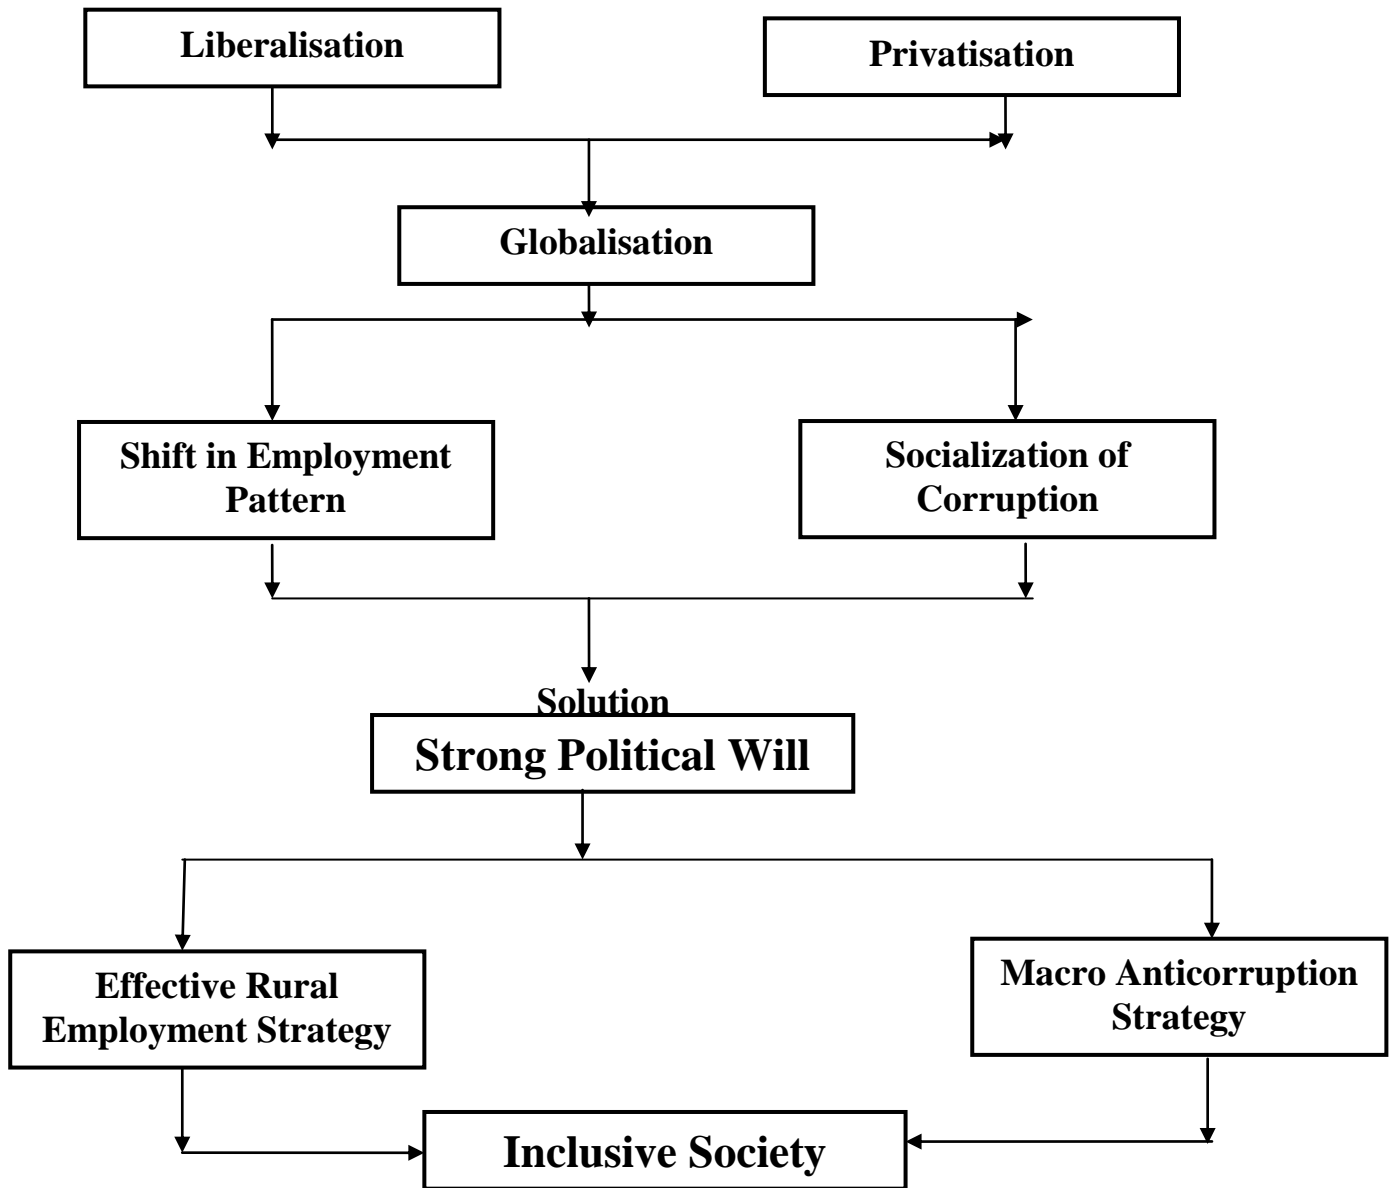 Liberalisation
Privatisation
Globalisation
Shift in Employment
Pattern
Socialization of
Corruption
Solution
Strong Political Will
Effective Rural
Employment Strategy
Macro Anticorruption
Strategy
Inclusive Society